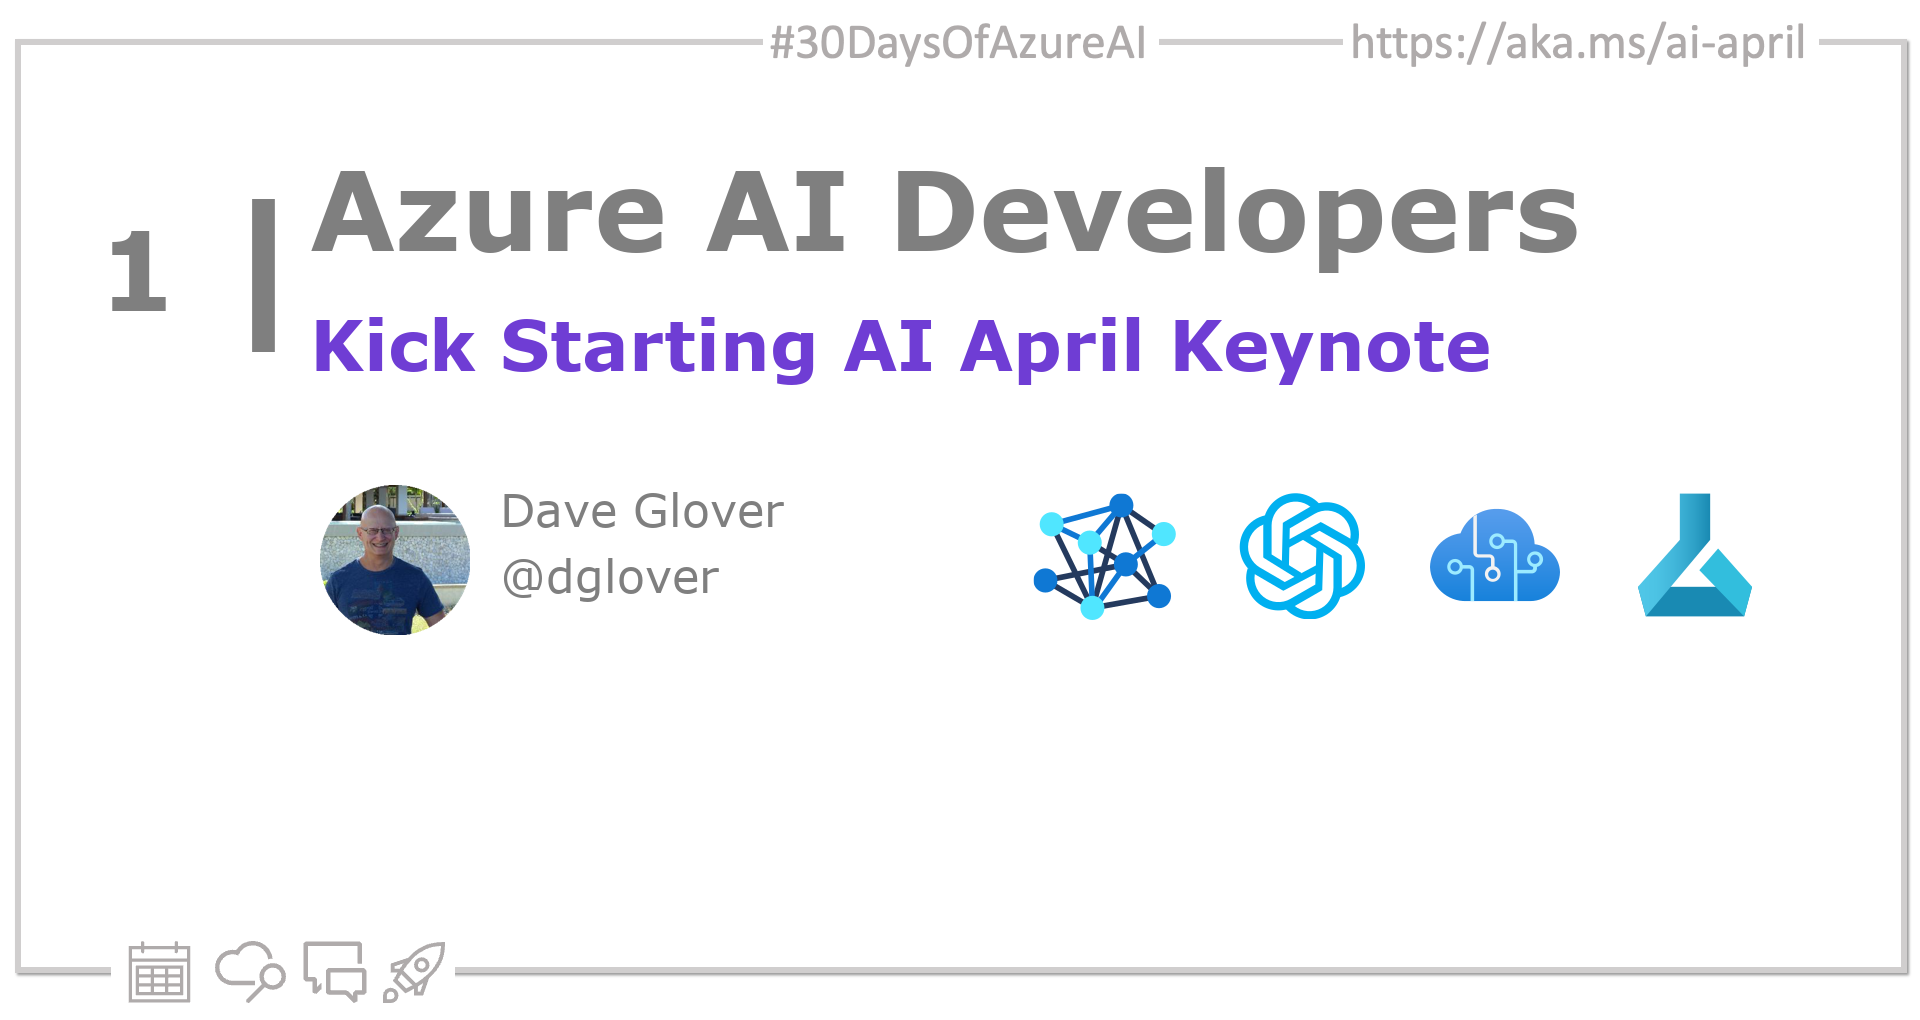 #30DaysOfAzureAI
https://aka.ms/ai-april
1
Azure AI Developers
Kick Starting AI April Keynote
Dave Glover
@dglover